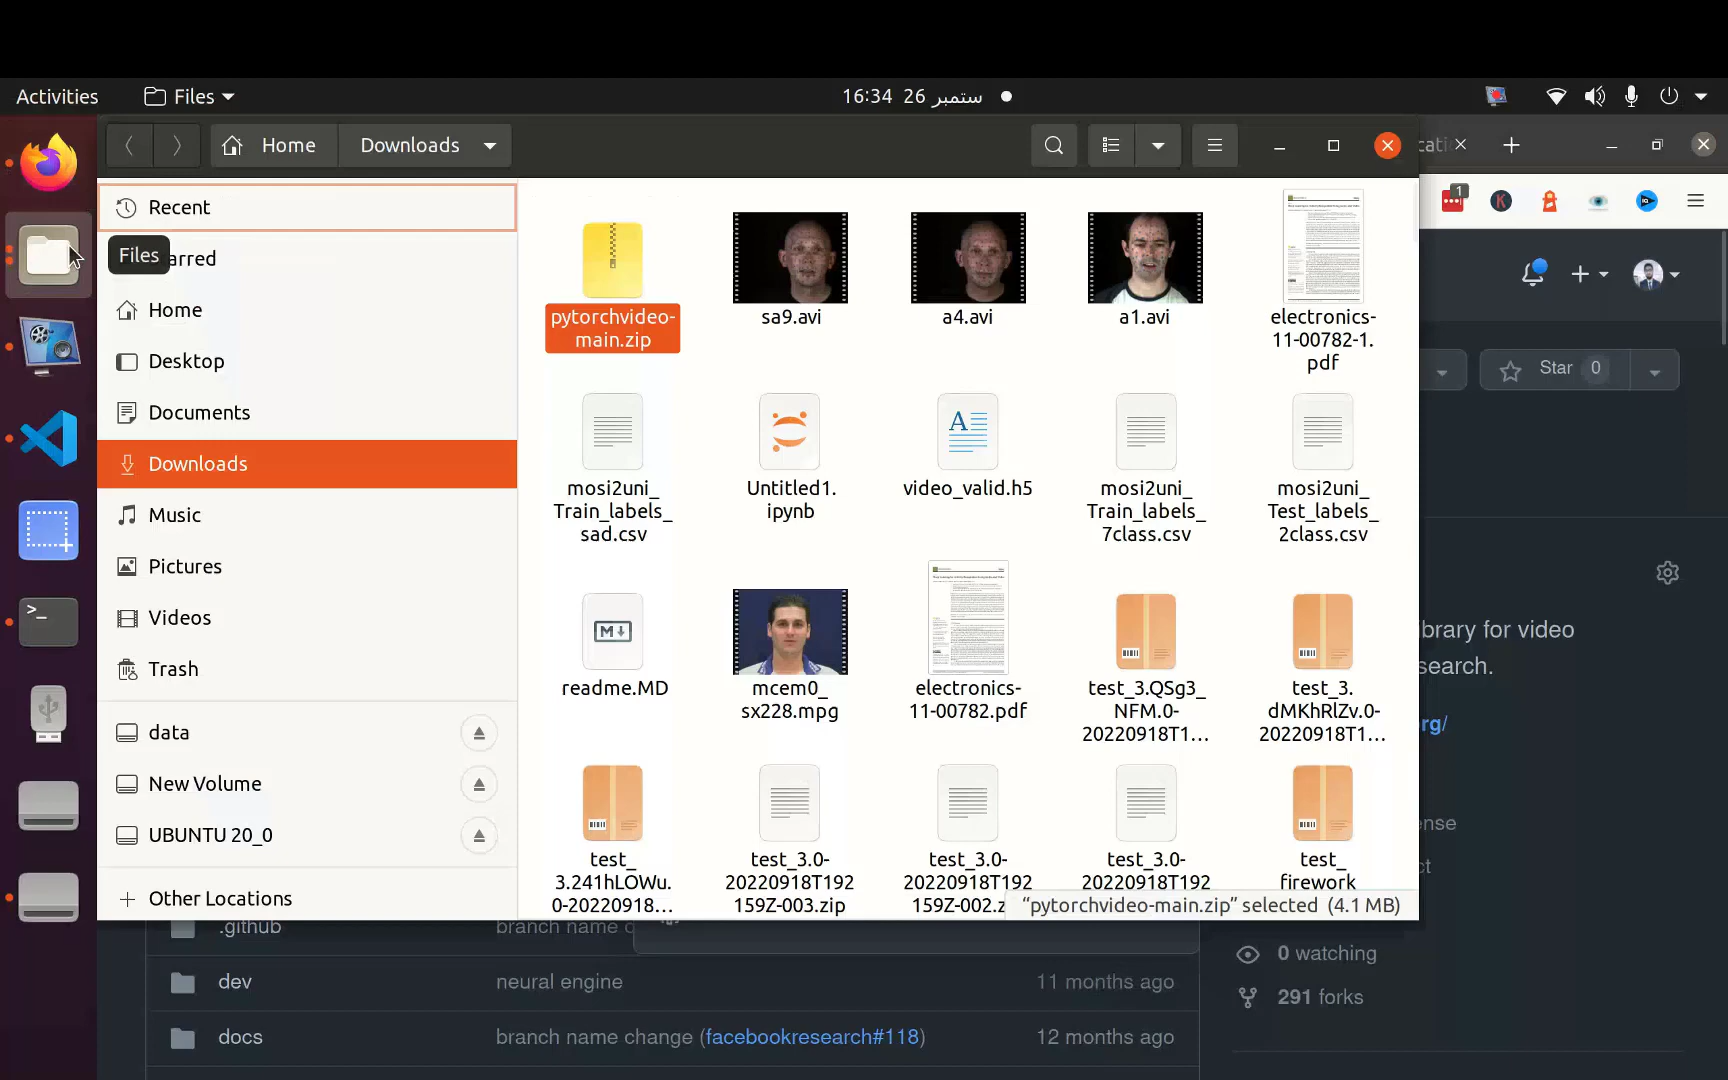 Activities
Files
16:34 26 ستمبر
Home
Downloads
Recent
Files
arred
Home
Desktop
Documents
Downloads
Music
Pictures
Videos
Trash
data
New Volume
UBUNTU 20_0
Other Locations
pytorchvideo-
main.zip
sa9.avi
a4.avi
a1.avi
electronics-
11-00782-1.
pdf
mosi2uni_
Train_labels_
sad.csv
Untitled1.
ipynb
video_valid.h5
mosi2uni_
Train_labels_
7class.csv
mosi2uni_
Test_labels_
2class.csv
readme.MD
mcem0_
sx228.mpg
electronics-
11-00782.pdf
test_3.QSg3_
NFM.0-
20220918T1...
test_3.
dMKhRlZv.0-
20220918T1...
test_
3.241hLOWu.
0-20220918...
test_3.0-
20220918T192
159Z-003.zip
test_3.0-
20220918T192
159Z-002.z
test_3.0-
20220918T192
test_
firework
"pytorchvideo-main.zip" selected (4.1 MB)
cati
1
K
Star 0
brary for video
search.
rg/
ense
ct
0 watching
291 forks
.github
branch name c
dev
neural engine
11 months ago
docs
branch name change (facebookresearch#118)
12 months ago